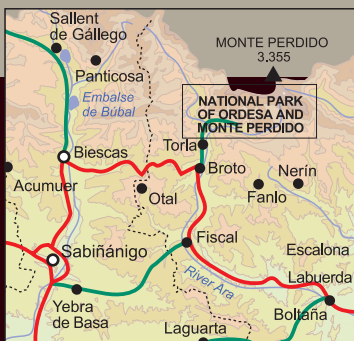 Sallent
de Gállego
MONTE PERDIDO
3.355
Panticosa
Embalse
de Búbal
NATIONAL PARK
OF ORDESA AND
MONTE PERDIDO
Torla
Biescas
Broto
Nerín
Acumuer
Otal
Fanlo
Fiscal
Escalona
Sabiñánigo
River Ara
Labuerda
Yebra
de Basa
Boltaña
Laguarta